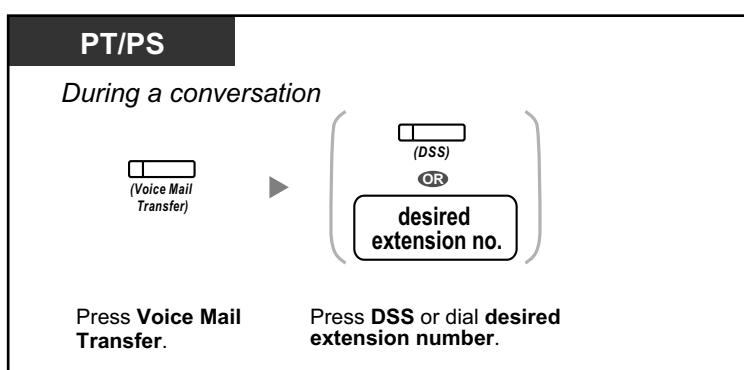 PT/PS
During a conversation
(Voice Mail
Transfer)
(DSS)
OR
desired
extension no.
Press Voice Mail
Transfer.
Press DSS or dial desired
extension number.